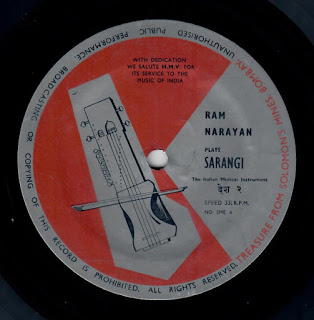 UNAUTHORISED PUBLIC PERFORMANCE, BROADCASTING OR COPYING OF THIS RECORD IS PROHIBITED. ALL RIGHTS RESERVED.
TREASURE FROM SOLOMON'S MINES, BOMBAY.
WITH DEDICATION
WE SALUTE H.M.V. FOR
ITS SERVICE TO THE
MUSIC OF INDIA
RAM
NARAYAN
PLAYS
SARANGI
The Indian Musical Instrument
देश २
SPEED 33⅓ R.P.M.
NO. SME 6